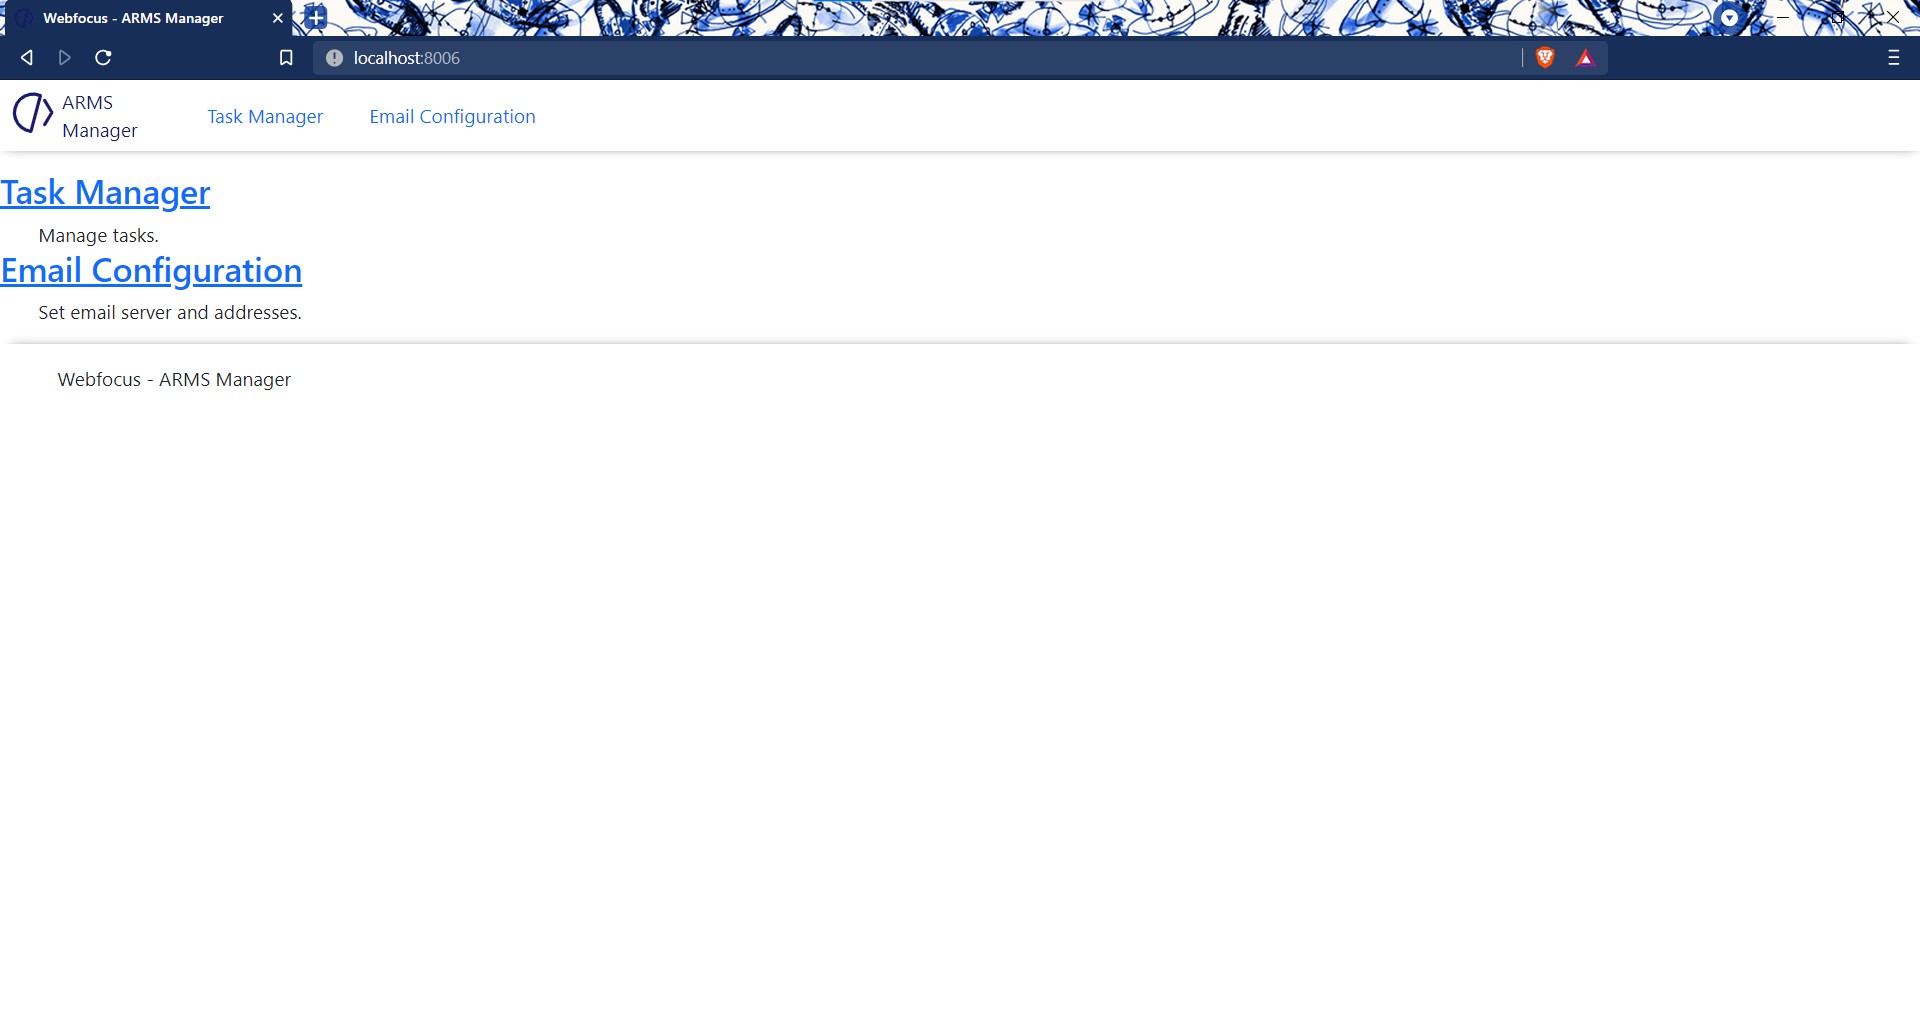 Webfocus - ARMS Manager
localhost:8006
ARMS
Manager
Task Manager
Email Configuration
Task Manager
Manage tasks.
Email Configuration
Set email server and addresses.
Webfocus - ARMS Manager